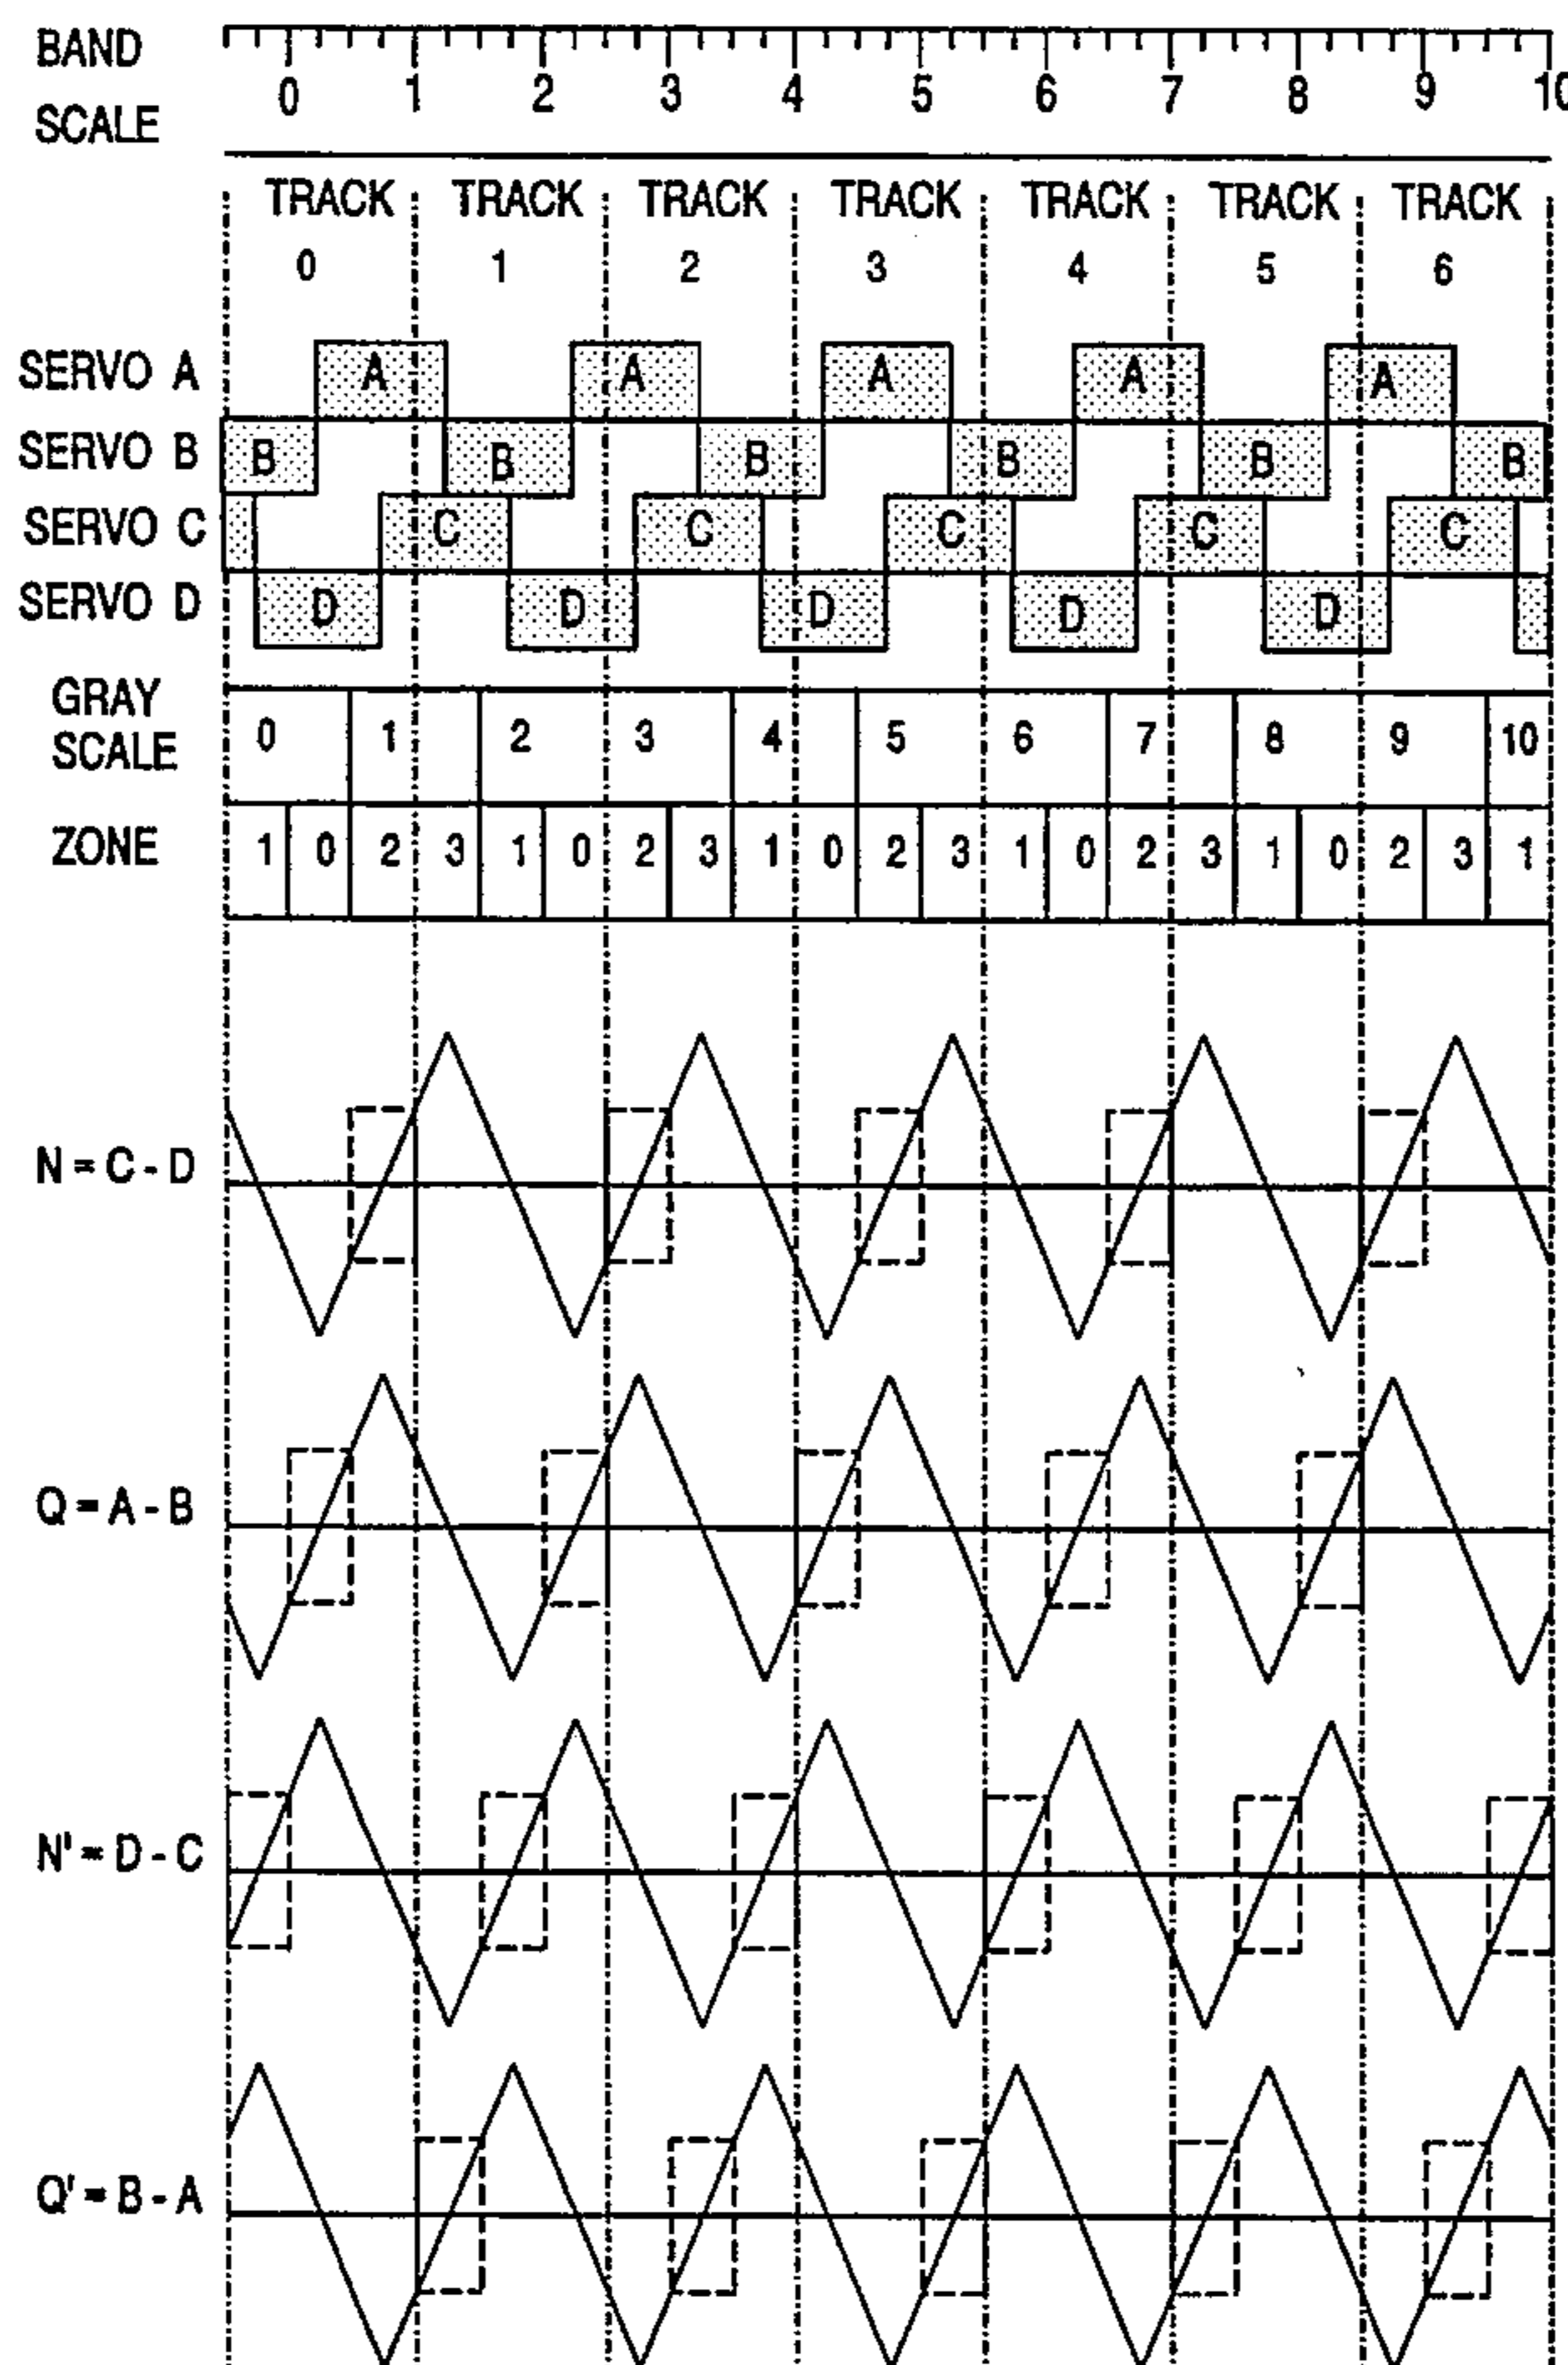 BAND
SCALE
0 1 2 3 4 5 6 7 8 9 10
TRACK TRACK TRACK TRACK TRACK TRACK TRACK
0 1 2 3 4 5 6
SERVO A A A A A A
SERVO B B B B B B B
SERVO C C C C C C
SERVO D D D D D D
GRAY
SCALE
0 1 2 3 4 5 6 7 8 9 10
ZONE 1 0 2 3 1 0 2 3 1 0 2 3 1 0 2 3 1 0 2 3 1
N = C - D
Q = A - B
N' = D - C
Q' = B - A